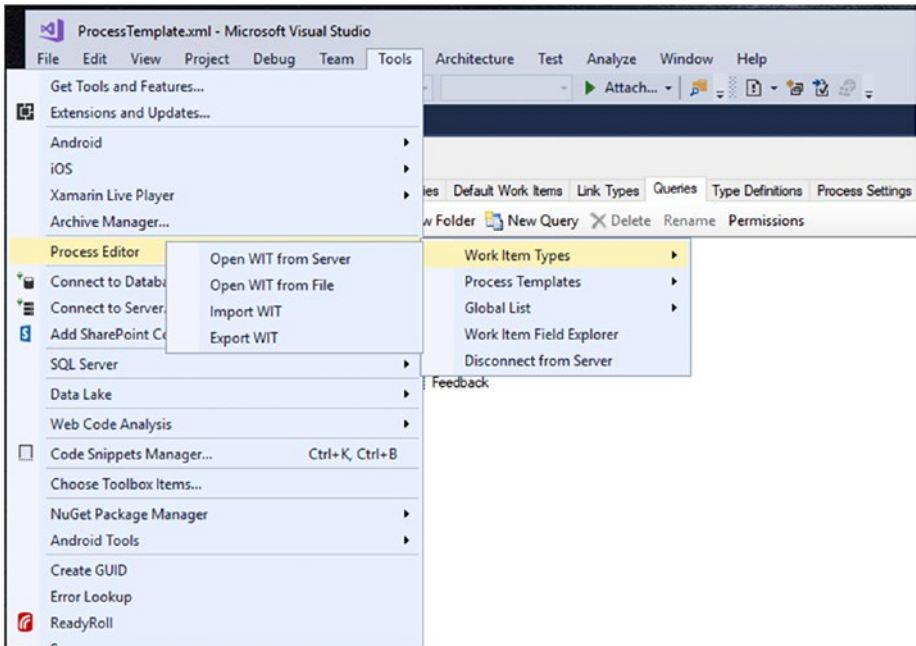 ProcessTemplate.xml - Microsoft Visual Studio
File Edit View Project Debug Team Tools Architecture Test Analyze Window Help
Attach...
Get Tools and Features...
Extensions and Updates...
Android
iOS
Xamarin Live Player
Archive Manager...
Process Editor
Connect to
Connect to Server.
Add SharePoint
SQL Server
Data Lake
Web Code Analysis
Code Snippets Manager... Ctrl+K, Ctrl+B
Choose Toolbox Items...
NuGet Package Manager
Android Tools
Create GUID
Error Lookup
ReadyRoll
Open WIT from Server
Open WIT from File
Import WIT
Export WIT
Work Item Types
Process Templates
Global List
Work Item Field Explorer
Disconnect from Server
Default Work Items Link Types Queries Type Definitions Process Settings
Folder New Query Delete Rename Permissions
Feedback